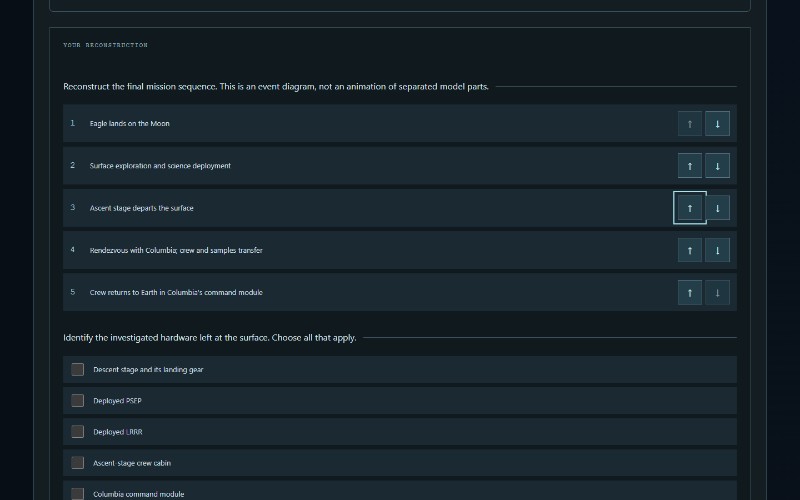 YOUR RECONSTRUCTION
Reconstruct the final mission sequence. This is an event diagram, not an animation of separated model parts.
1 Eagle lands on the Moon ↑ ↓
2 Surface exploration and science deployment ↑ ↓
3 Ascent stage departs the surface ↑ ↓
4 Rendezvous with Columbia; crew and samples transfer ↑ ↓
5 Crew returns to Earth in Columbia's command module ↑ ↓
Identify the investigated hardware left at the surface. Choose all that apply.
Descent stage and its landing gear
Deployed PSEP
Deployed LRRR
Ascent-stage crew cabin
Columbia command module